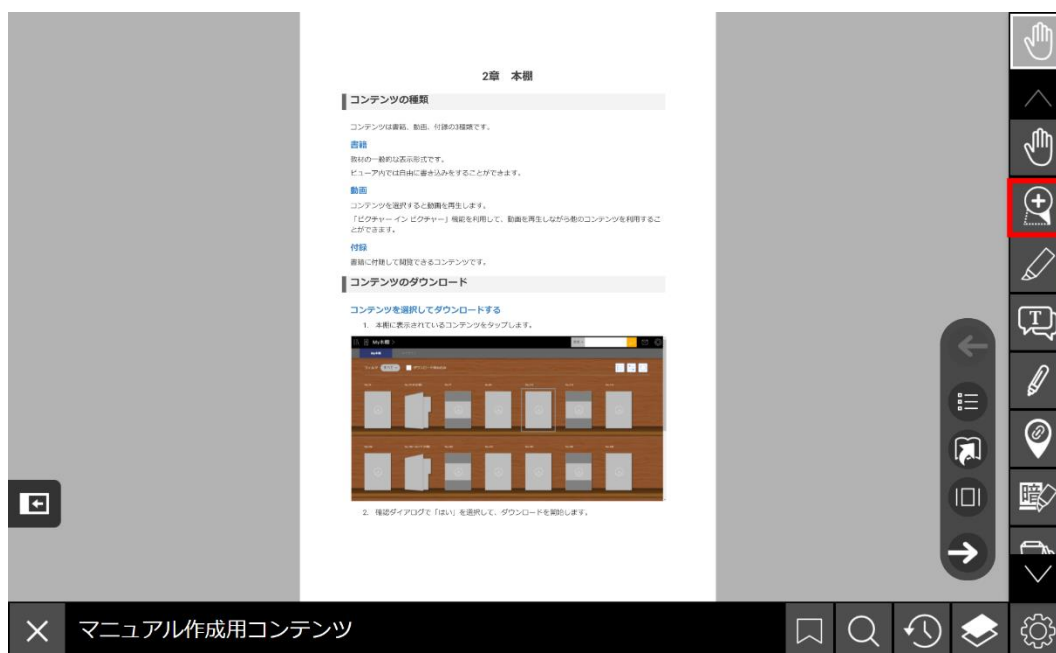 2章 本棚
コンテンツの種類
コンテンツは書籍、動画、付録の3種類です。
書籍
教材の一般的な表示形式です。
ビューア内では自由に書き込みをすることができます。
動画
コンテンツを選択すると動画を再生します。
「ピクチャー イン ピクチャー」機能を利用して、動画を再生しながら他のコンテンツを利用するこ
とができます。
付録
書籍に付随して閲覧できるコンテンツです。
コンテンツのダウンロード
コンテンツを選択してダウンロードする
1. 本棚に表示されているコンテンツをタップします。
My本棚
2. 確認ダイアログで「はい」を選択して、ダウンロードを開始します。
T
暗
マニュアル作成用コンテンツ